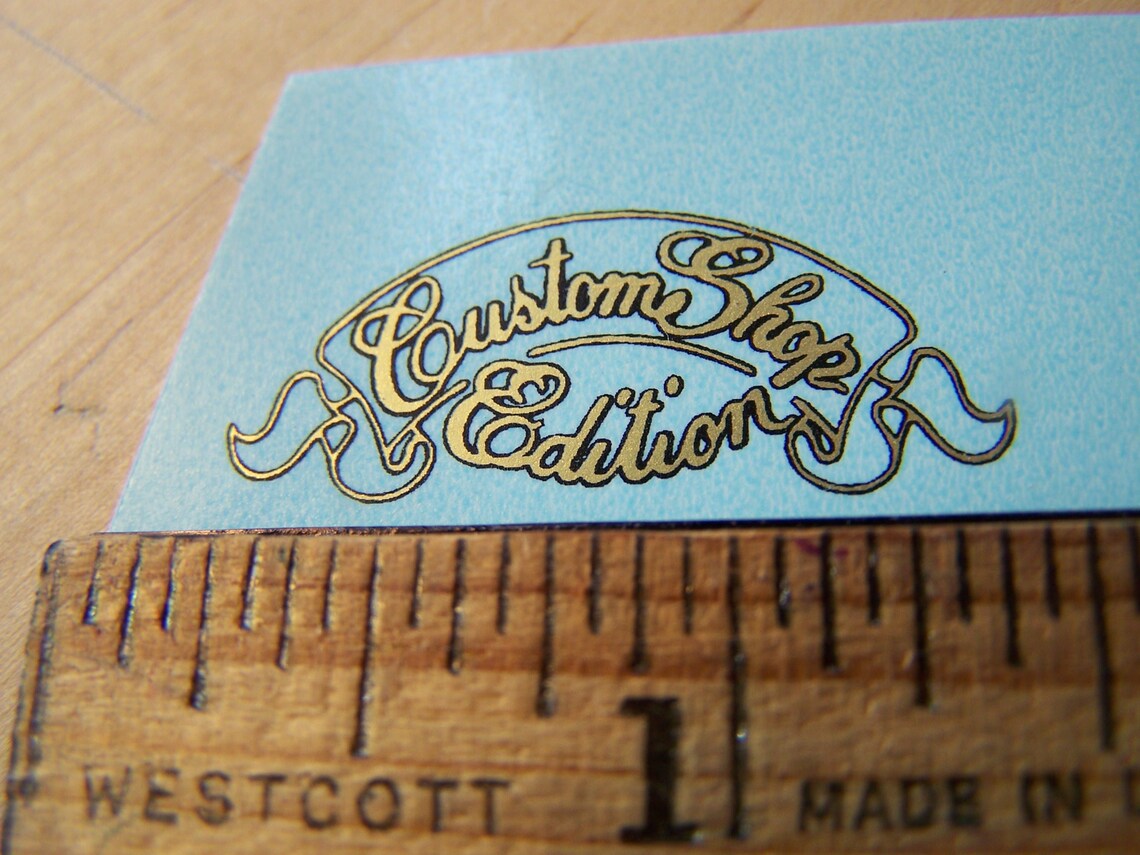 Custom Shop
Edition
1
WESTCOTT MADE IN